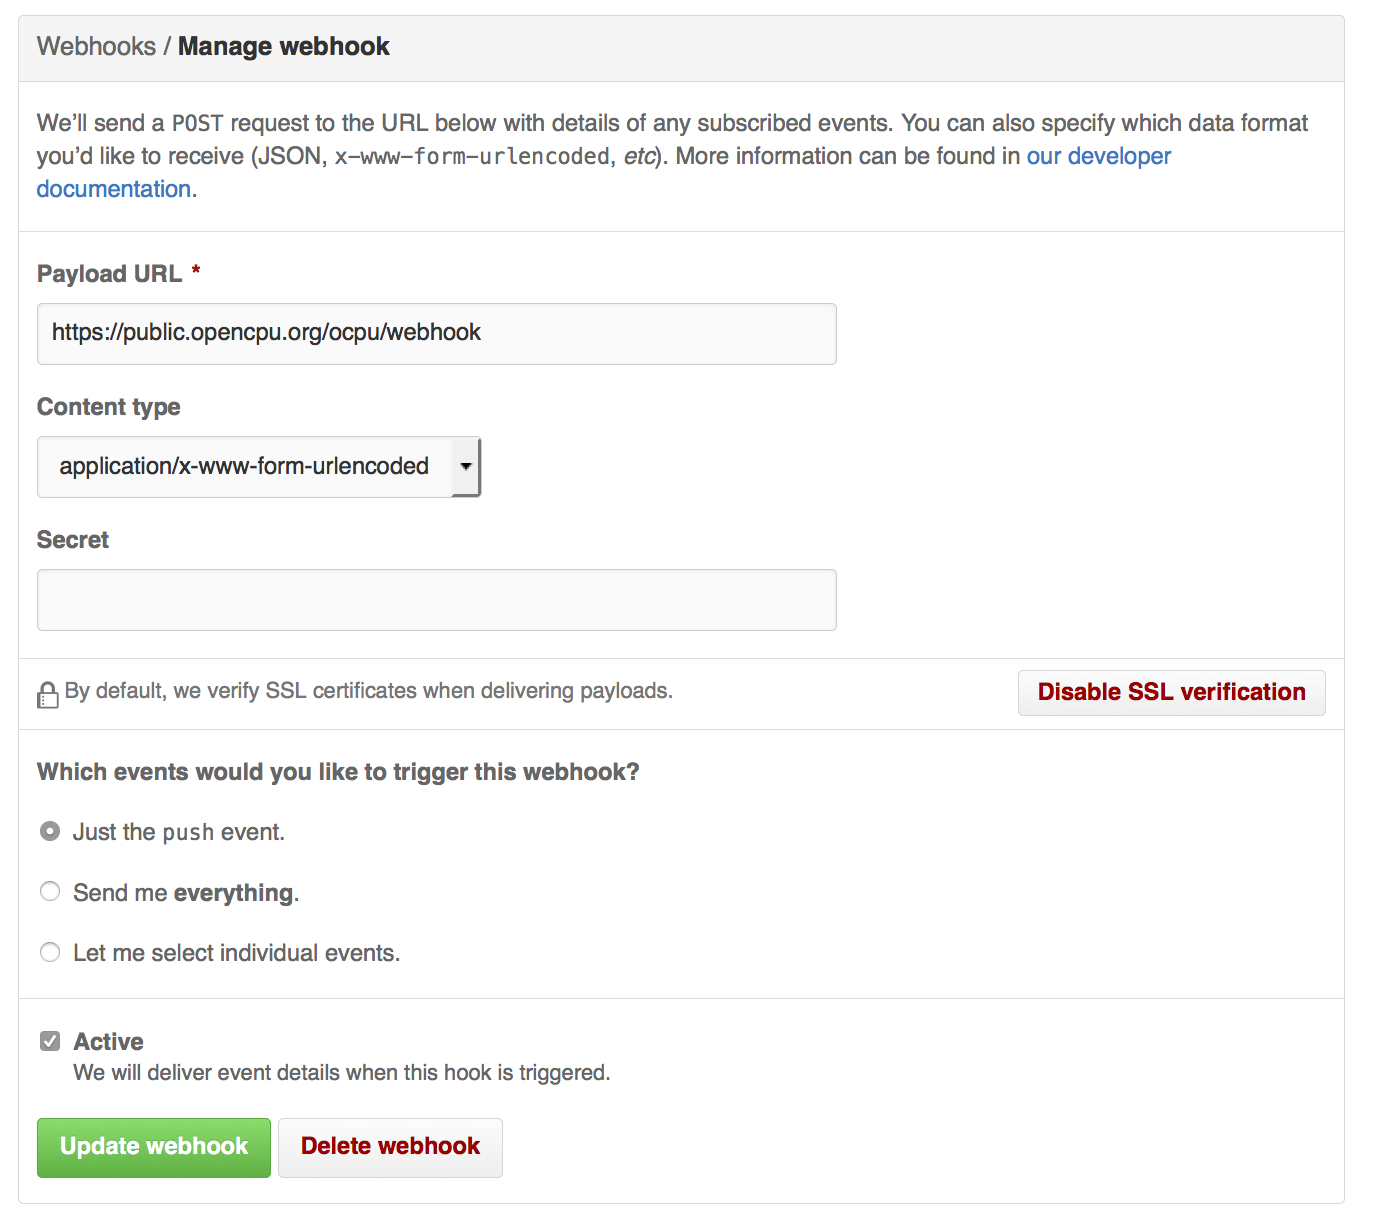 Webhooks / Manage webhook
We’ll send a POST request to the URL below with details of any subscribed events. You can also specify which data format
you’d like to receive (JSON, x-www-form-urlencoded, etc). More information can be found in our developer
documentation.
Payload URL *
https://public.opencpu.org/ocpu/webhook
Content type
application/x-www-form-urlencoded
Secret
By default, we verify SSL certificates when delivering payloads.
Disable SSL verification
Which events would you like to trigger this webhook?
Just the push event.
Send me everything.
Let me select individual events.
Active
We will deliver event details when this hook is triggered.
Update webhook
Delete webhook